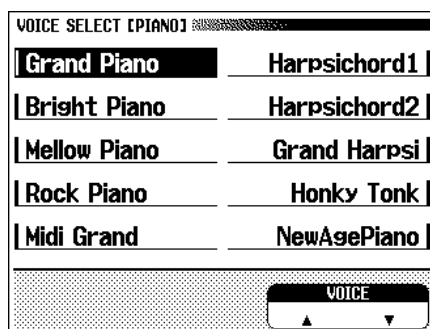 VOICE SELECT [PIANO]
Grand Piano Harpsichord1
Bright Piano Harpsichord2
Mellow Piano Grand Harpsi
Rock Piano Honky Tonk
Midi Grand NewAgePiano
VOICE
▲ ▼